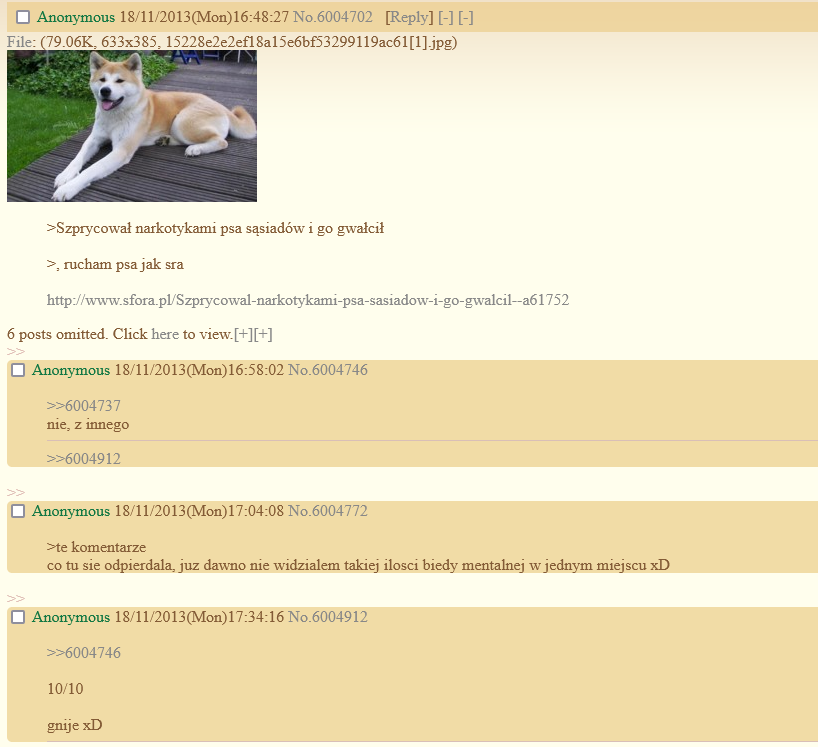 Anonymous 18/11/2013(Mon)16:48:27 No.6004702 [Reply] [-] [-]
File: (79.06K, 633x385, 15228e2e2ef18a15e6bf53299119ac61[1].jpg)
>Szprycował narkotykami psa sąsiadów i go gwałcił
>, rucham psa jak sra
http://www.sfora.pl/Szprycowal-narkotykami-psa-sasiadow-i-go-gwalcil--a61752
6 posts omitted. Click here to view.[+][+]
>>
Anonymous 18/11/2013(Mon)16:58:02 No.6004746
>>6004737
nie, z innego
>>6004912
>>
Anonymous 18/11/2013(Mon)17:04:08 No.6004772
>te komentarze
co tu sie odpierdala, juz dawno nie widzialem takiej ilosci biedy mentalnej w jednym miejscu xD
>>
Anonymous 18/11/2013(Mon)17:34:16 No.6004912
>>6004746
10/10
gnije xD